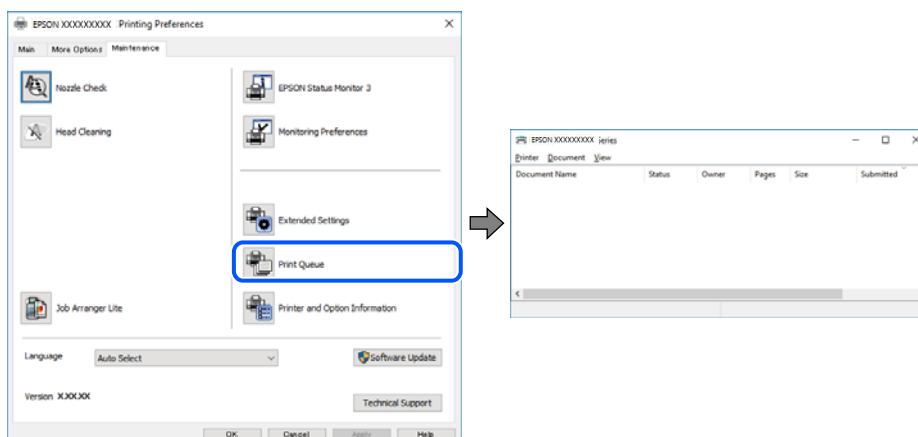 EPSON XXXXXXXXX Printing Preferences
Main More Options Maintenance
Nozzle Check
EPSON Status Monitor 3
Head Cleaning
Monitoring Preferences
Extended Settings
Print Queue
Job Arranger Lite
Printer and Option Information
Language Auto Select Software Update
Version X.XX.XX
Technical Support
OK Cancel Apply Help
EPSON XXXXXXXXX ieries
Printer Document View
Document Name Status Owner Pages Size Submitted